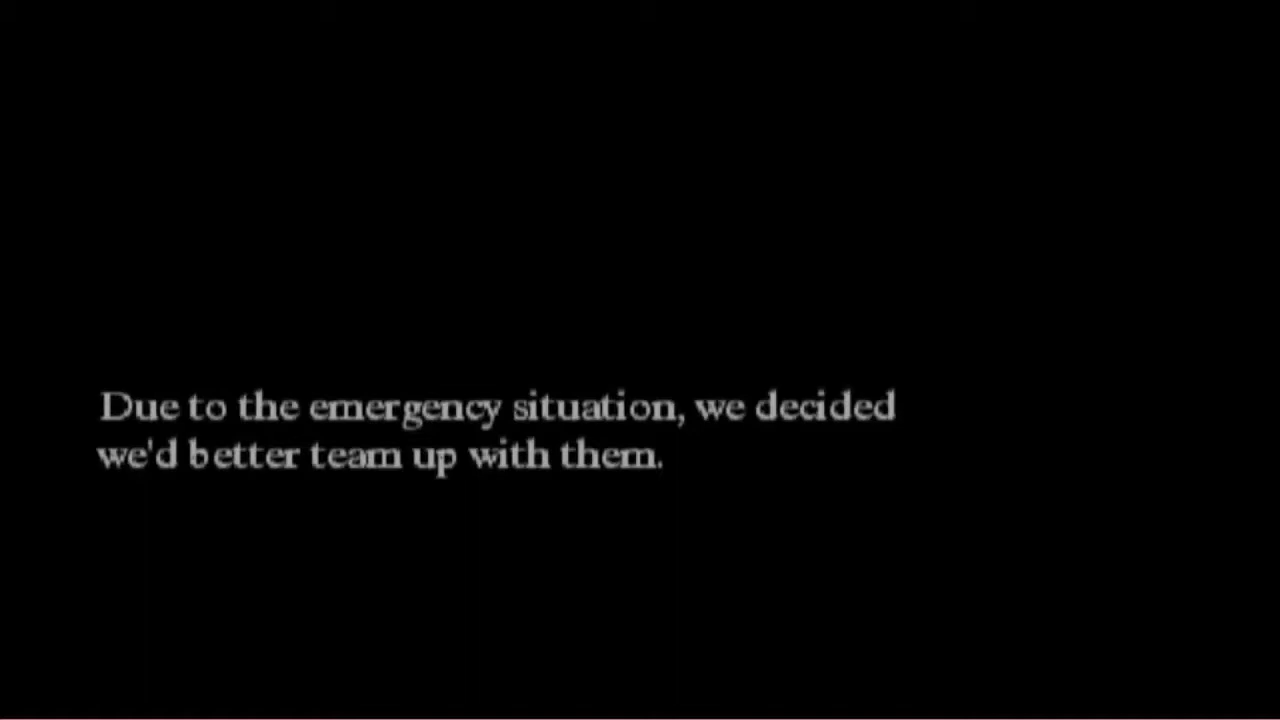 Due to the emergency situation, we decided
we'd better team up with them.